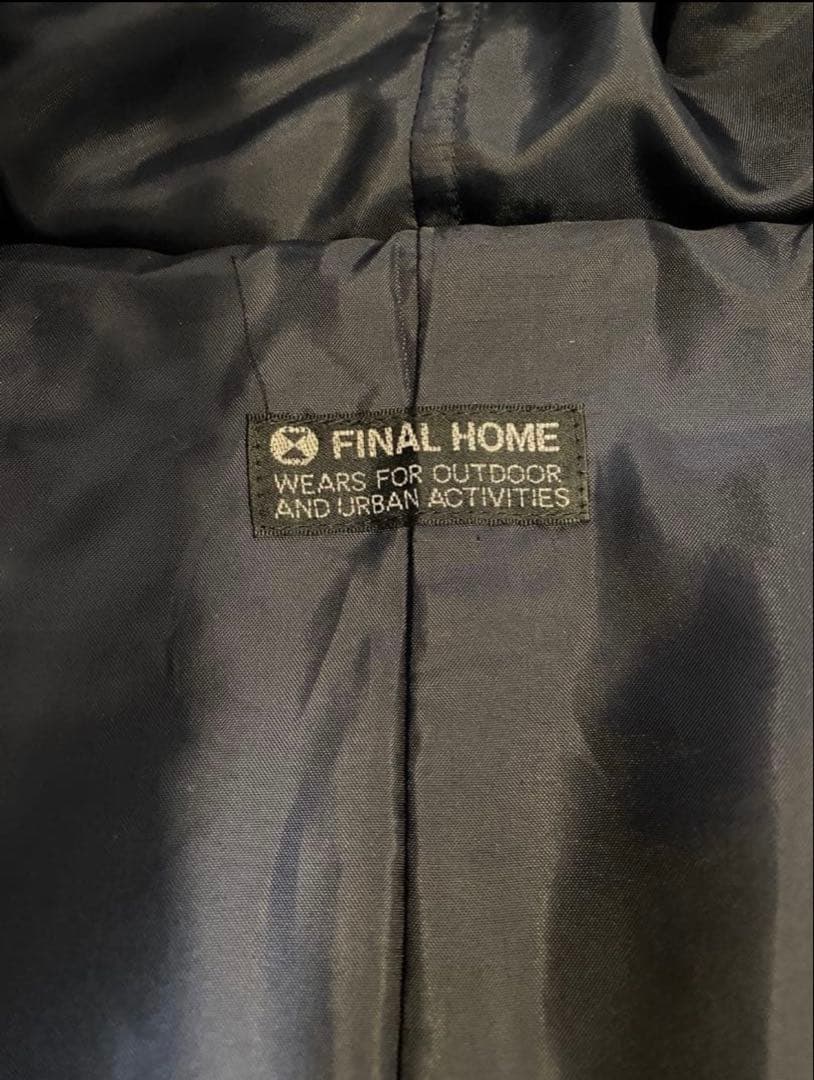 FINAL HOME
WEARS FOR OUTDOOR
AND URBAN ACTIVITIES